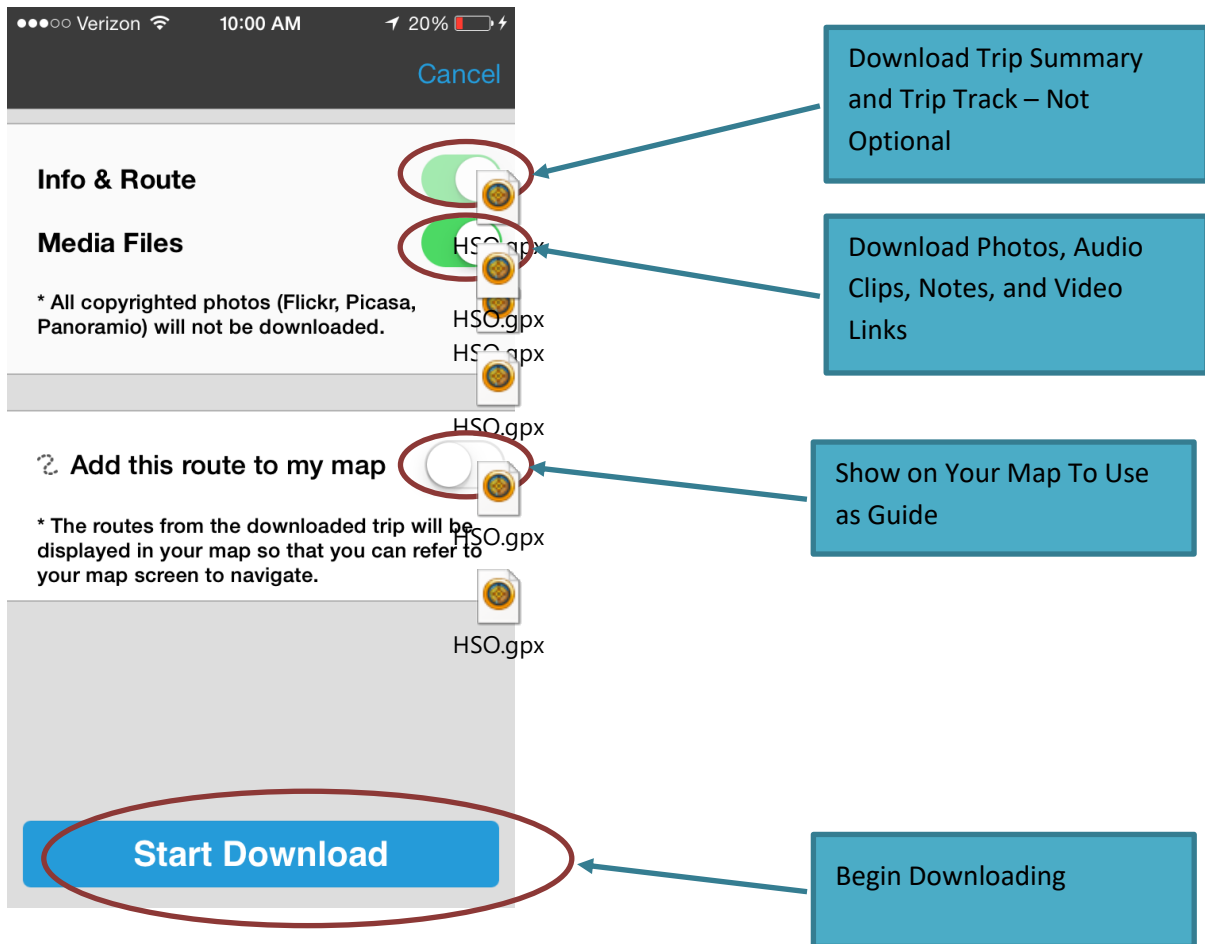 Verizon 10:00 AM 20%
Cancel
Info & Route
Media Files
* All copyrighted photos (Flickr, Picasa,
Panoramio) will not be downloaded.
Add this route to my map
* The routes from the downloaded trip will be
displayed in your map so that you can refer to
your map screen to navigate.
Start Download
HSO.gpx
HSO.gpx
HSO.gpx
HSO.gpx
HSO.gpx
HSO.gpx
Download Trip Summary
and Trip Track – Not
Optional
Download Photos, Audio
Clips, Notes, and Video
Links
Show on Your Map To Use
as Guide
Begin Downloading